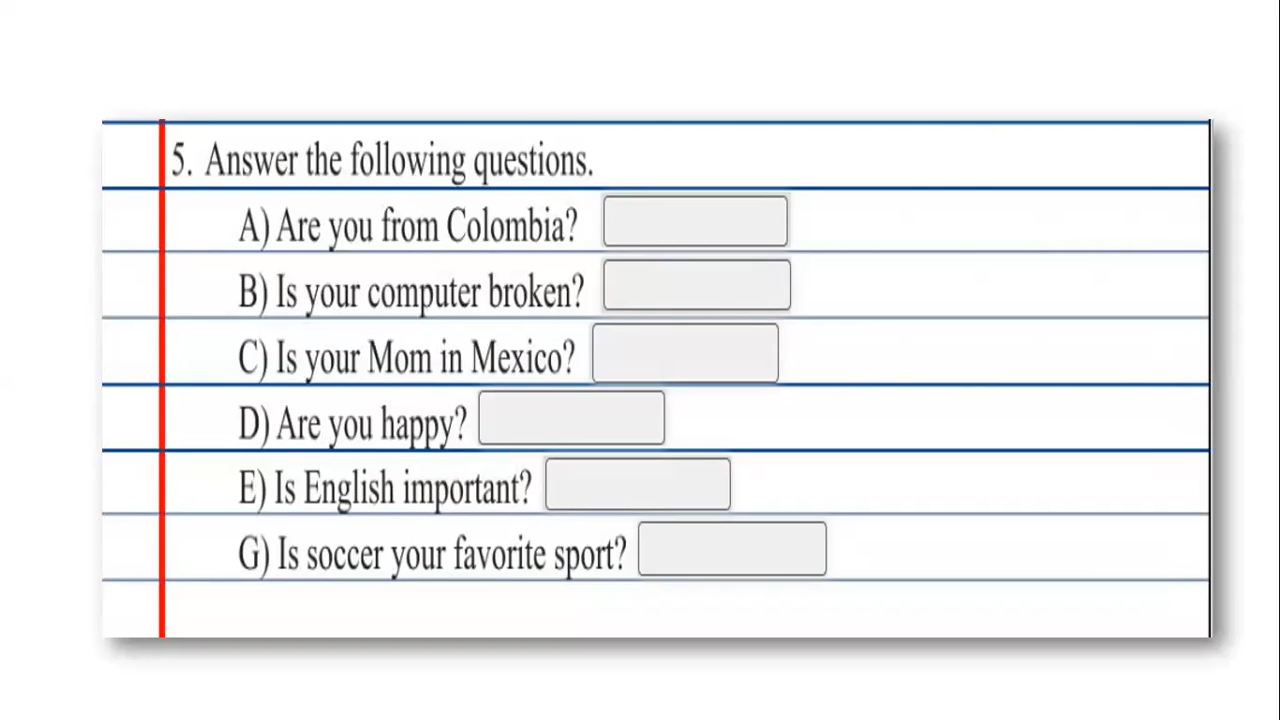 5. Answer the following questions.
A) Are you from Colombia?
B) Is your computer broken?
C) Is your Mom in Mexico?
D) Are you happy?
E) Is English important?
G) Is soccer your favorite sport?